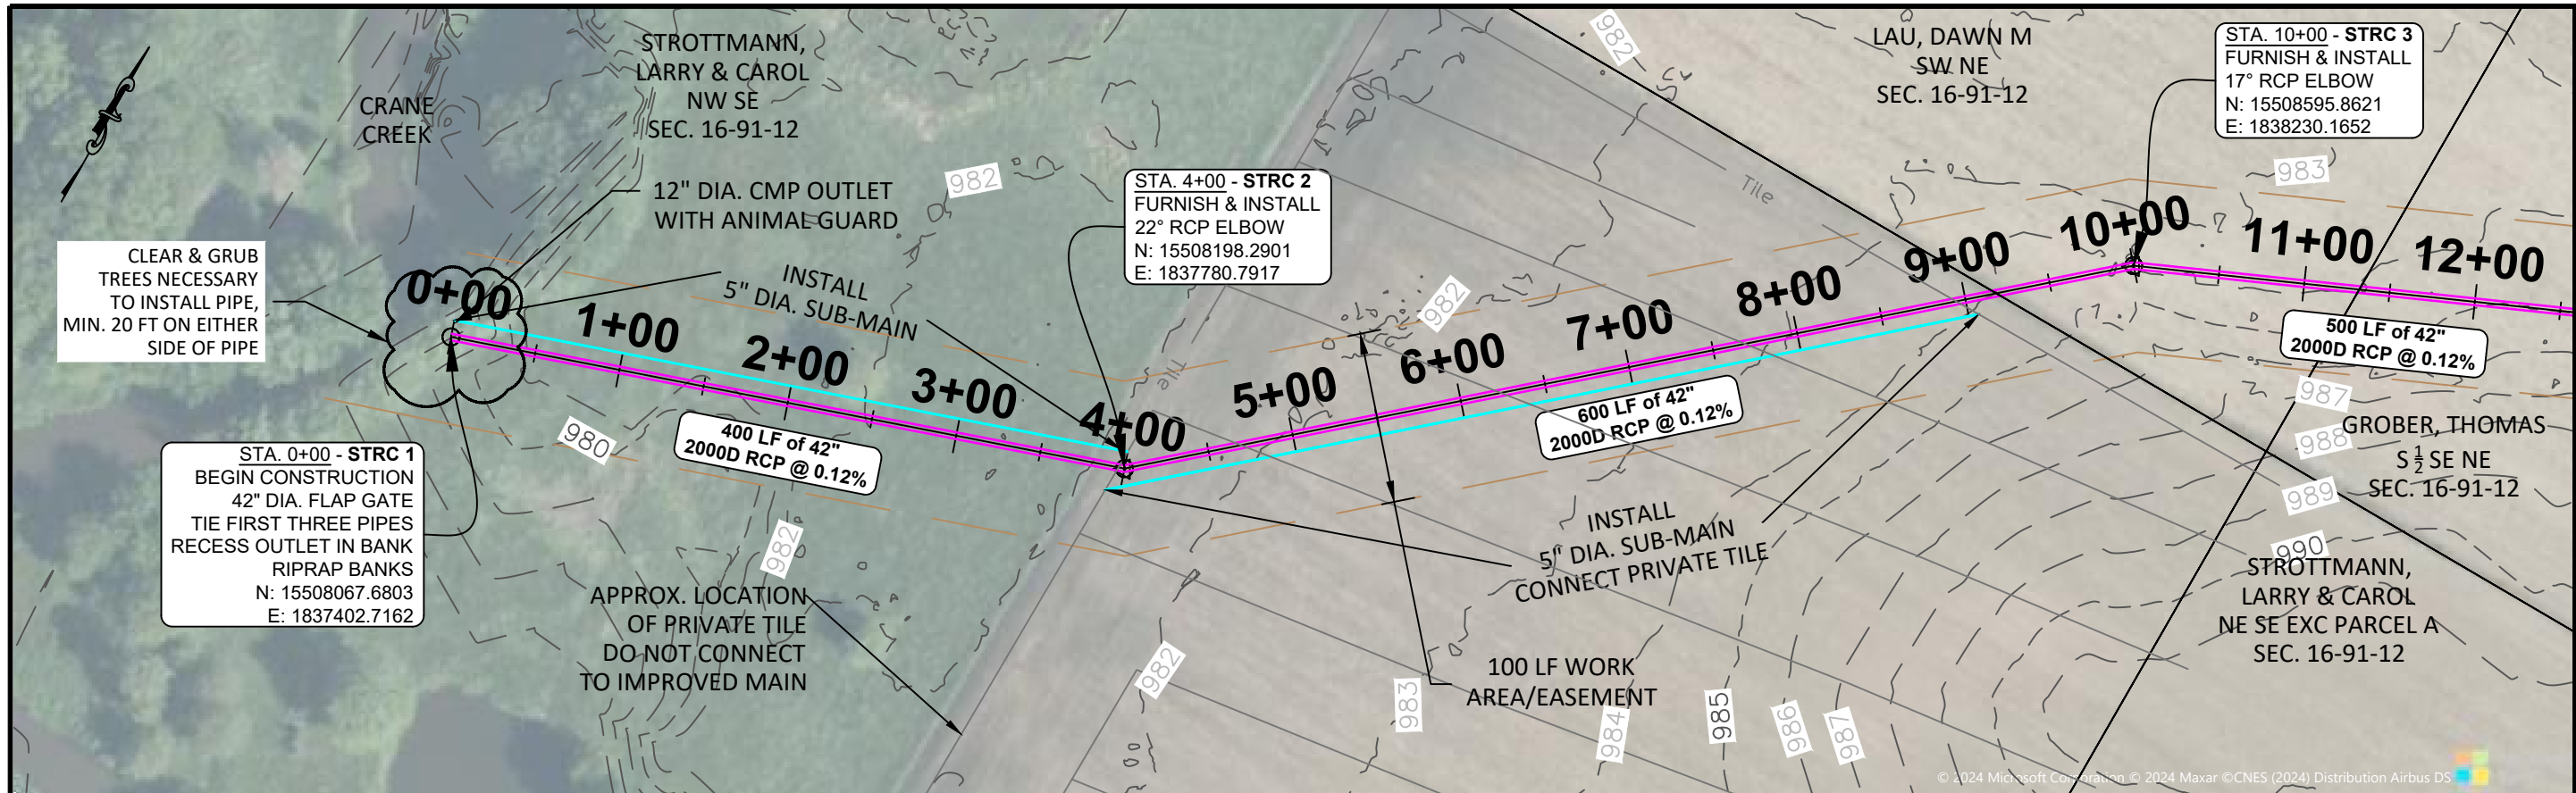 STROTTMANN,
LARRY & CAROL
NW SE
SEC. 16-91-12
CRANE
CREEK
12" DIA. CMP OUTLET
WITH ANIMAL GUARD
982
CLEAR & GRUB
TREES NECESSARY
TO INSTALL PIPE,
MIN. 20 FT ON EITHER
SIDE OF PIPE
INSTALL
5" DIA. SUB-MAIN
STA. 4+00 - STRC 2
FURNISH & INSTALL
22° RCP ELBOW
N: 15508198.2901
E: 1837780.7917
982
LAU, DAWN M
SW NE
SEC. 16-91-12
STA. 10+00 - STRC 3
FURNISH & INSTALL
17° RCP ELBOW
N: 15508595.8621
E: 1838230.1652
983
Tile
Tile
982
0+00
1+00
2+00
3+00
4+00
5+00
6+00
7+00
8+00
9+00
10+00
11+00
12+00
980
400 LF of 42"
2000D RCP @ 0.12%
600 LF of 42"
2000D RCP @ 0.12%
500 LF of 42"
2000D RCP @ 0.12%
STA. 0+00 - STRC 1
BEGIN CONSTRUCTION
42" DIA. FLAP GATE
TIE FIRST THREE PIPES
RECESS OUTLET IN BANK
RIPRAP BANKS
N: 15508067.6803
E: 1837402.7162
982
APPROX. LOCATION
OF PRIVATE TILE
DO NOT CONNECT
TO IMPROVED MAIN
982
INSTALL
5" DIA. SUB-MAIN
CONNECT PRIVATE TILE
100 LF WORK
AREA/EASEMENT
983
984
985
986
987
987
988
GROBER, THOMAS
S 1/2 SE NE
SEC. 16-91-12
989
990
STROTTMANN,
LARRY & CAROL
NE SE EXC PARCEL A
SEC. 16-91-12
© 2024 Microsoft Corporation © 2024 Maxar ©CNES (2024) Distribution Airbus DS